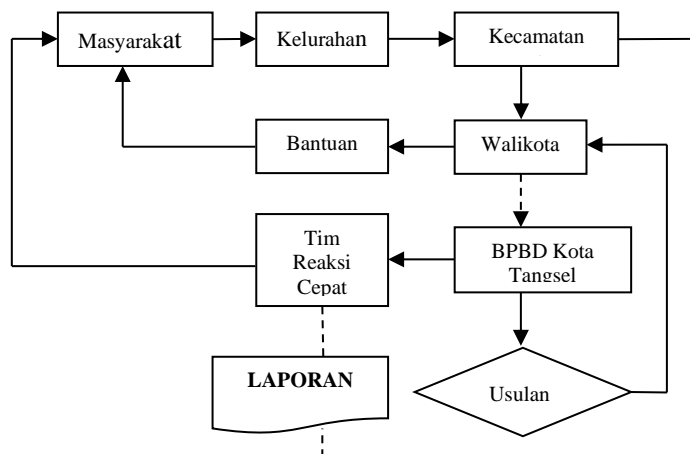 Masyarakat
Kelurahan
Kecamatan
Bantuan
Walikota
Tim
Reaksi
Cepat
BPBD Kota
Tangsel
LAPORAN
Usulan